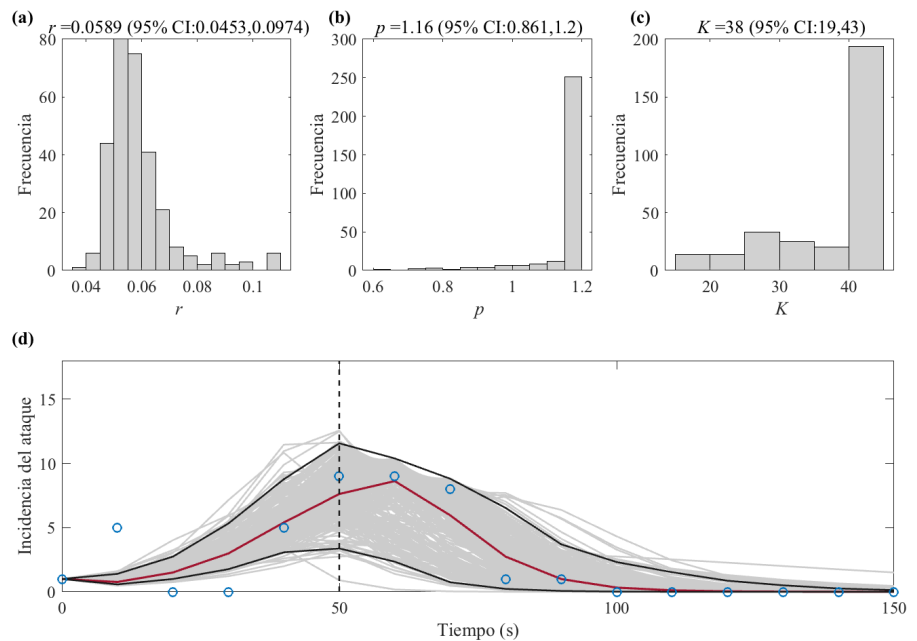 (a)
r =0.0589 (95% CI:0.0453,0.0974)
80
60
40
20
0
Frecuencia
0.04 0.06 0.08 0.1
r
(b)
p =1.16 (95% CI:0.861,1.2)
300
250
200
150
100
50
0
Frecuencia
0.6 0.8 1 1.2
p
(c)
K =38 (95% CI:19,43)
200
150
100
50
0
Frecuencia
20 30 40
K
(d)
15
10
5
0
Incidencia del ataque
0 50 100 150
Tiempo (s)